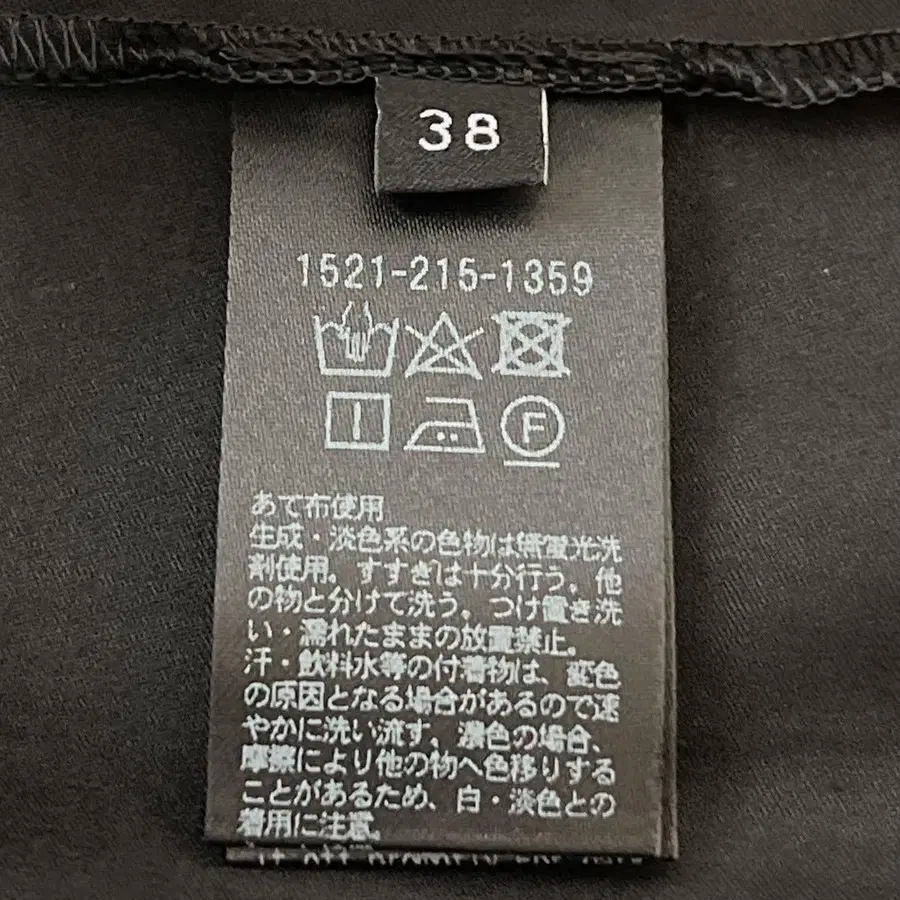 38
1521-215-1359
F
あて布使用
生成・淡色系の色物は無蛍光洗
剤使用。すすぎは十分行う。他
の物と分けて洗う。つけ置き洗
い・濡れたままの放置禁止。
汗・飲料水等の付着物は、変色
の原因となる場合があるので速
やかに洗い流す。濃色の場合、
摩擦により他の物へ色移りする
ことがあるため、白・淡色との
着用に注意。